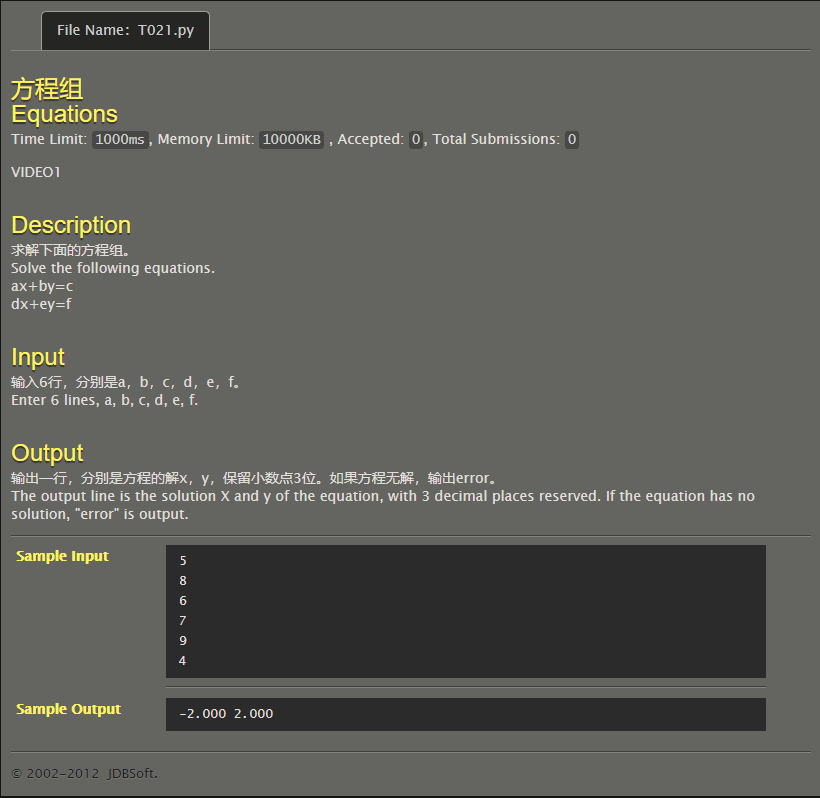 File Name: T021.py
方程组
Equations
Time Limit: 1000ms, Memory Limit: 10000KB , Accepted: 0, Total Submissions: 0
VIDEO1
Description
求解下面的方程组。
Solve the following equations.
ax+by=c
dx+ey=f
Input
输入6行，分别是a，b，c，d，e，f。
Enter 6 lines, a, b, c, d, e, f.
Output
输出一行，分别是方程的解x，y，保留小数点3位。如果方程无解，输出error。
The output line is the solution X and y of the equation, with 3 decimal places reserved. If the equation has no
solution, "error" is output.
Sample Input
5
8
6
7
9
4
Sample Output
-2.000 2.000
© 2002-2012 JDBSoft.